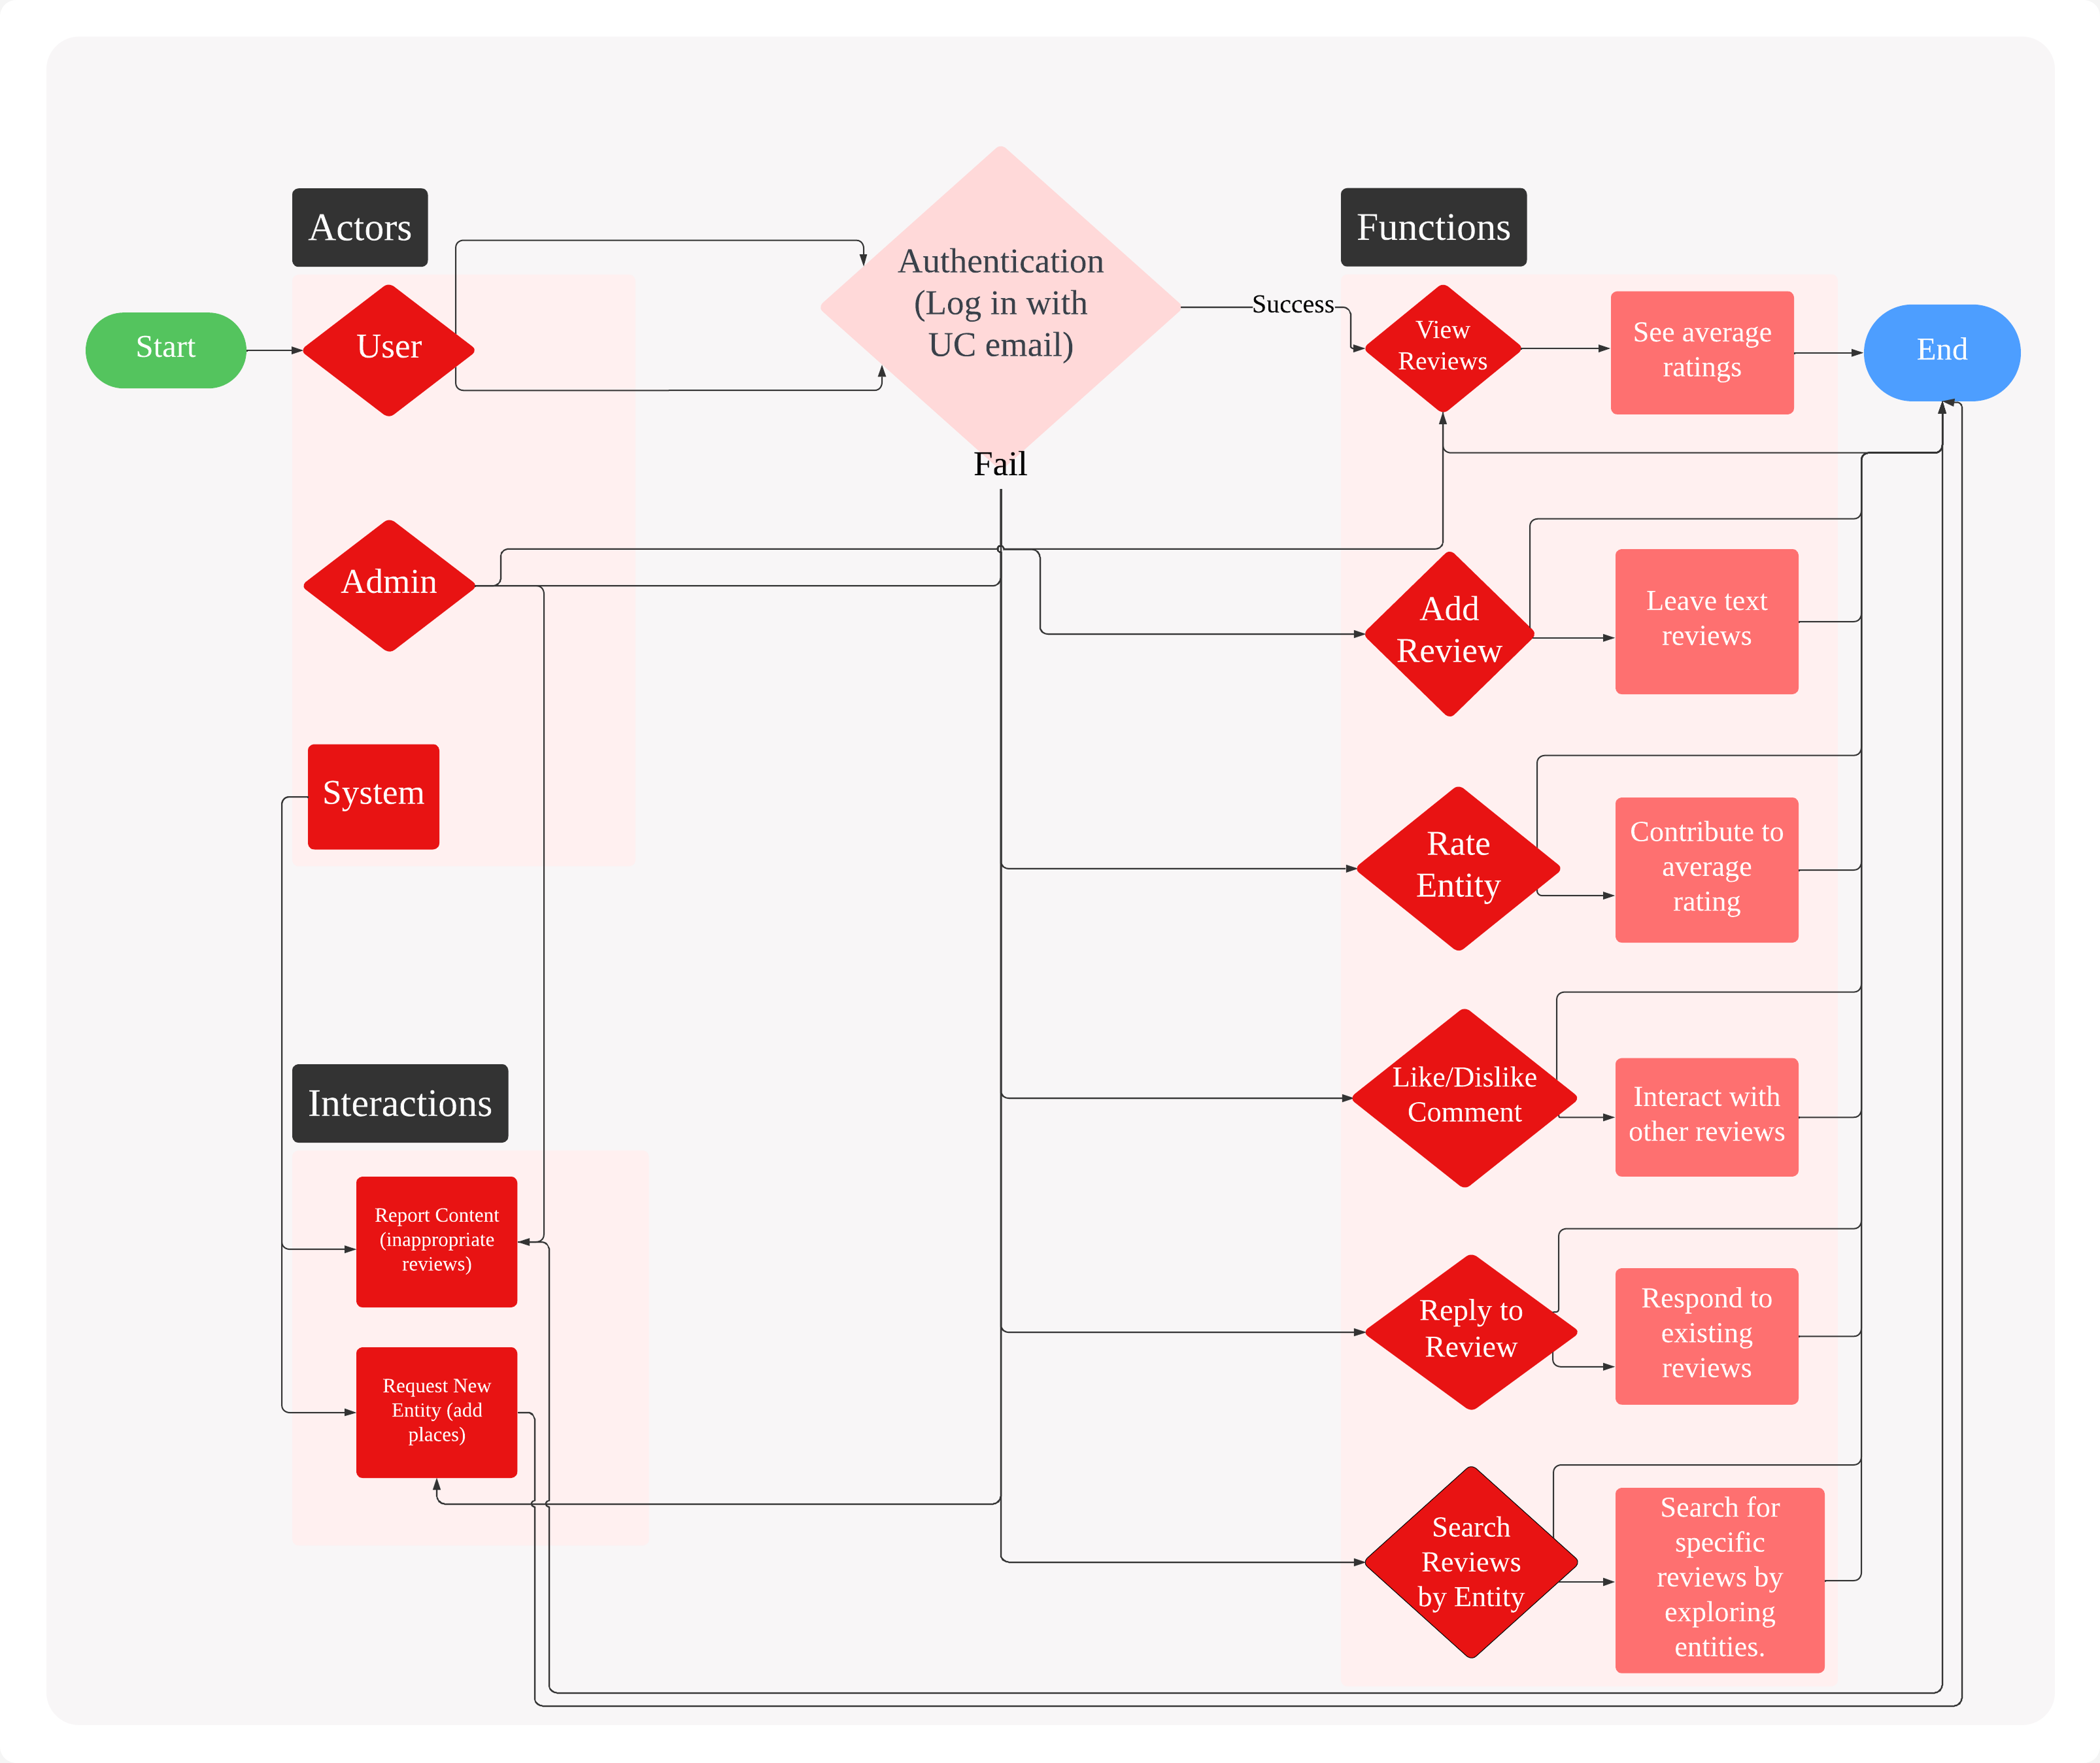 Actors
Functions
Start
User
Authentication
(Log in with
UC email)
Success
View
Reviews
See average
ratings
End
Fail
Admin
Add
Review
Leave text
reviews
System
Rate
Entity
Contribute to
average
rating
Interactions
Like/Dislike
Comment
Interact with
other reviews
Report Content
(inappropriate
reviews)
Reply to
Review
Respond to
existing
reviews
Request New
Entity (add
places)
Search
Reviews
by Entity
Search for
specific
reviews by
exploring
entities.